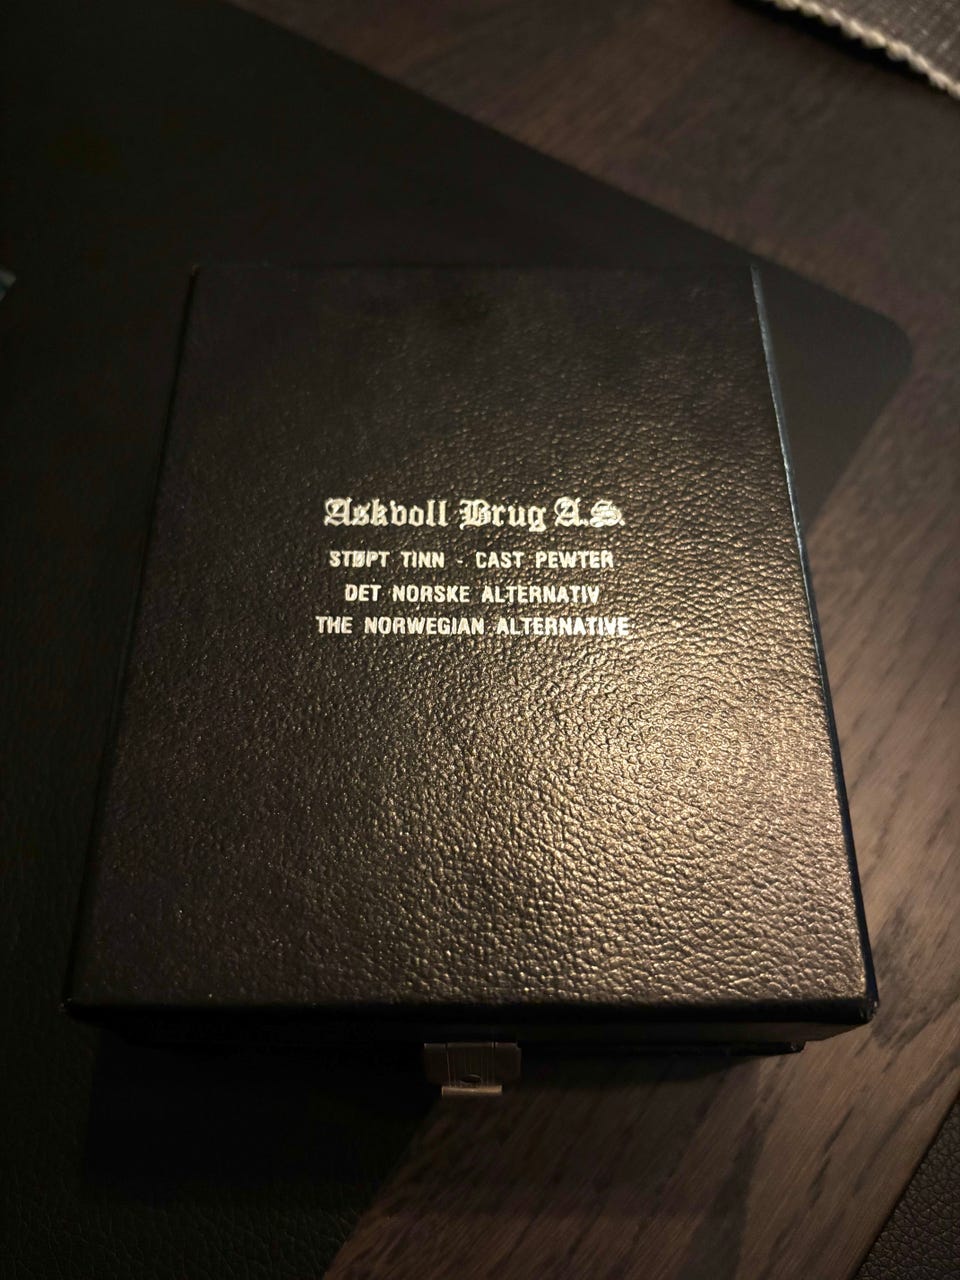 Askvoll Brug A.S.
STØPT TINN - CAST PEWTER
DET NORSKE ALTERNATIV
THE NORWEGIAN ALTERNATIVE